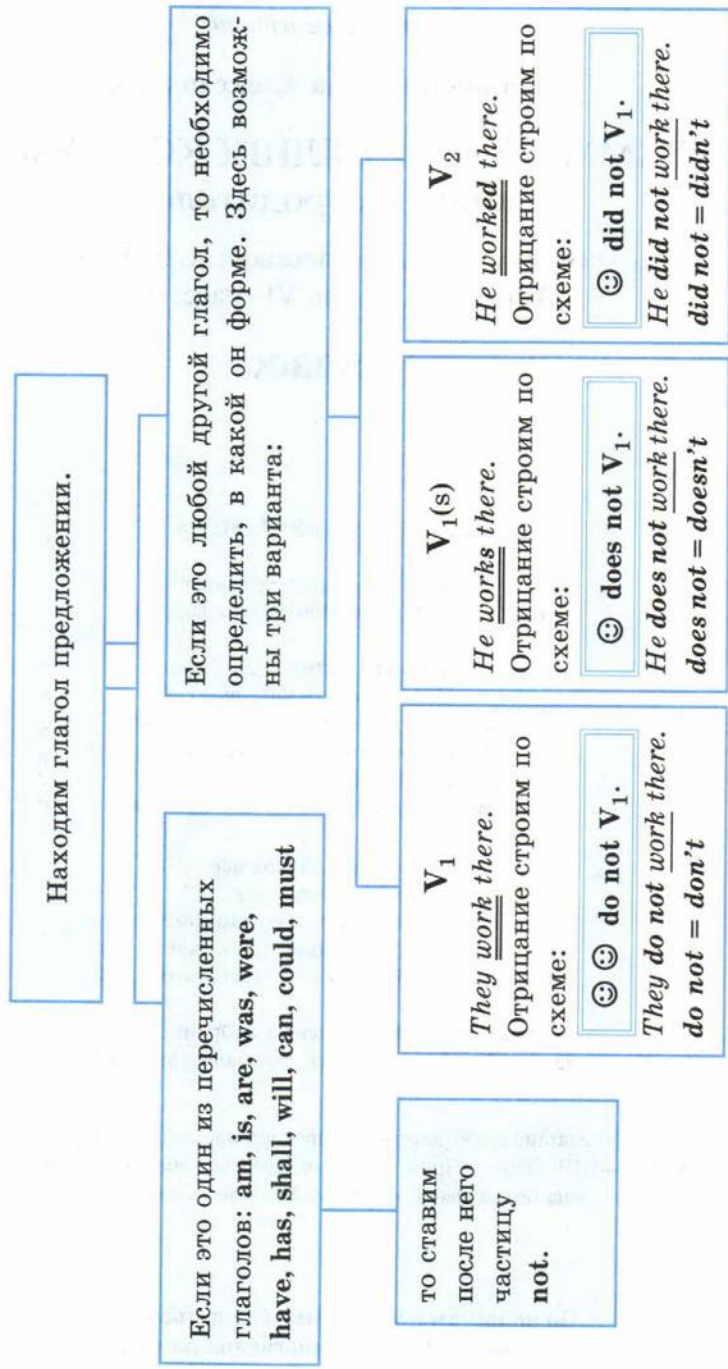 Находим глагол предложении.
Если это один из перечисленных
глаголов: am, is, are, was, were,
have, has, shall, will, can, could, must
то ставим
после него
частицу
not.
Если это любой другой глагол, то необходимо
определить, в какой он форме. Здесь возмож-
ны три варианта:
V₁
They work there.
Отрицание строим по
схеме:
☺☺ do not V₁.
They do not work there.
do not = don't
V₁(s)
He works there.
Отрицание строим по
схеме:
☺ does not V₁.
He does not work there.
does not = doesn't
V₂
He worked there.
Отрицание строим по
схеме:
☺ did not V₁.
He did not work there.
did not = didn't